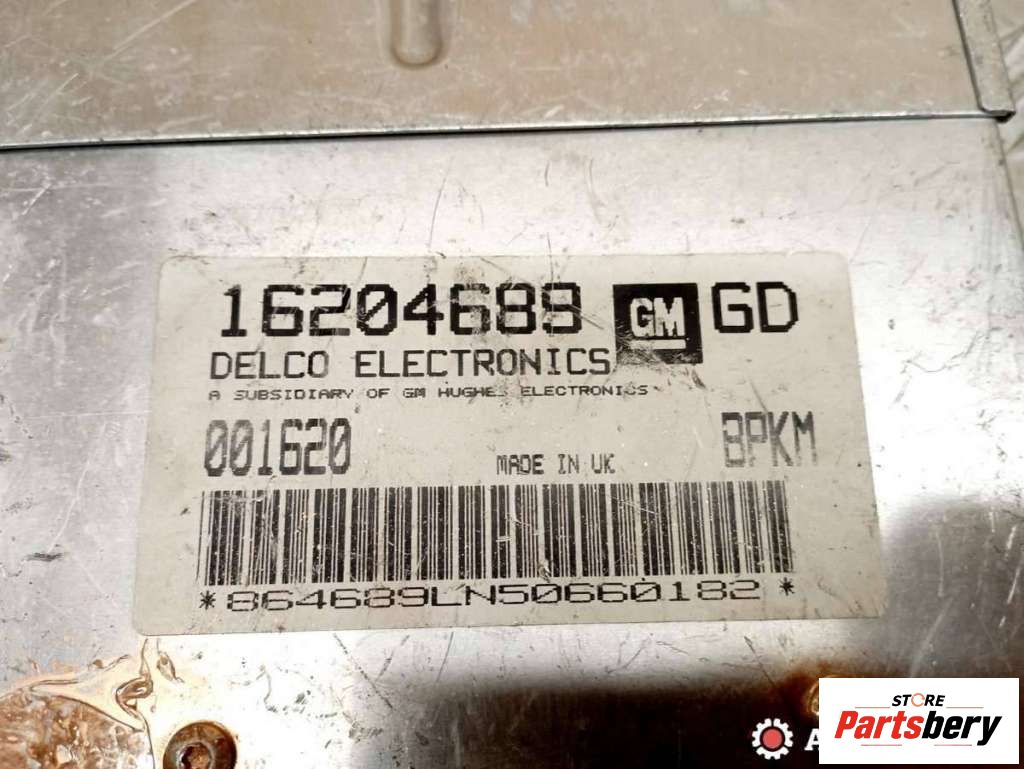 16204689 GM GD
DELCO ELECTRONICS
A SUBSIDIARY OF GM HUGHES ELECTRONICS
001620 MADE IN UK BPKM
*864689LN50660182*
STORE
Partsbery